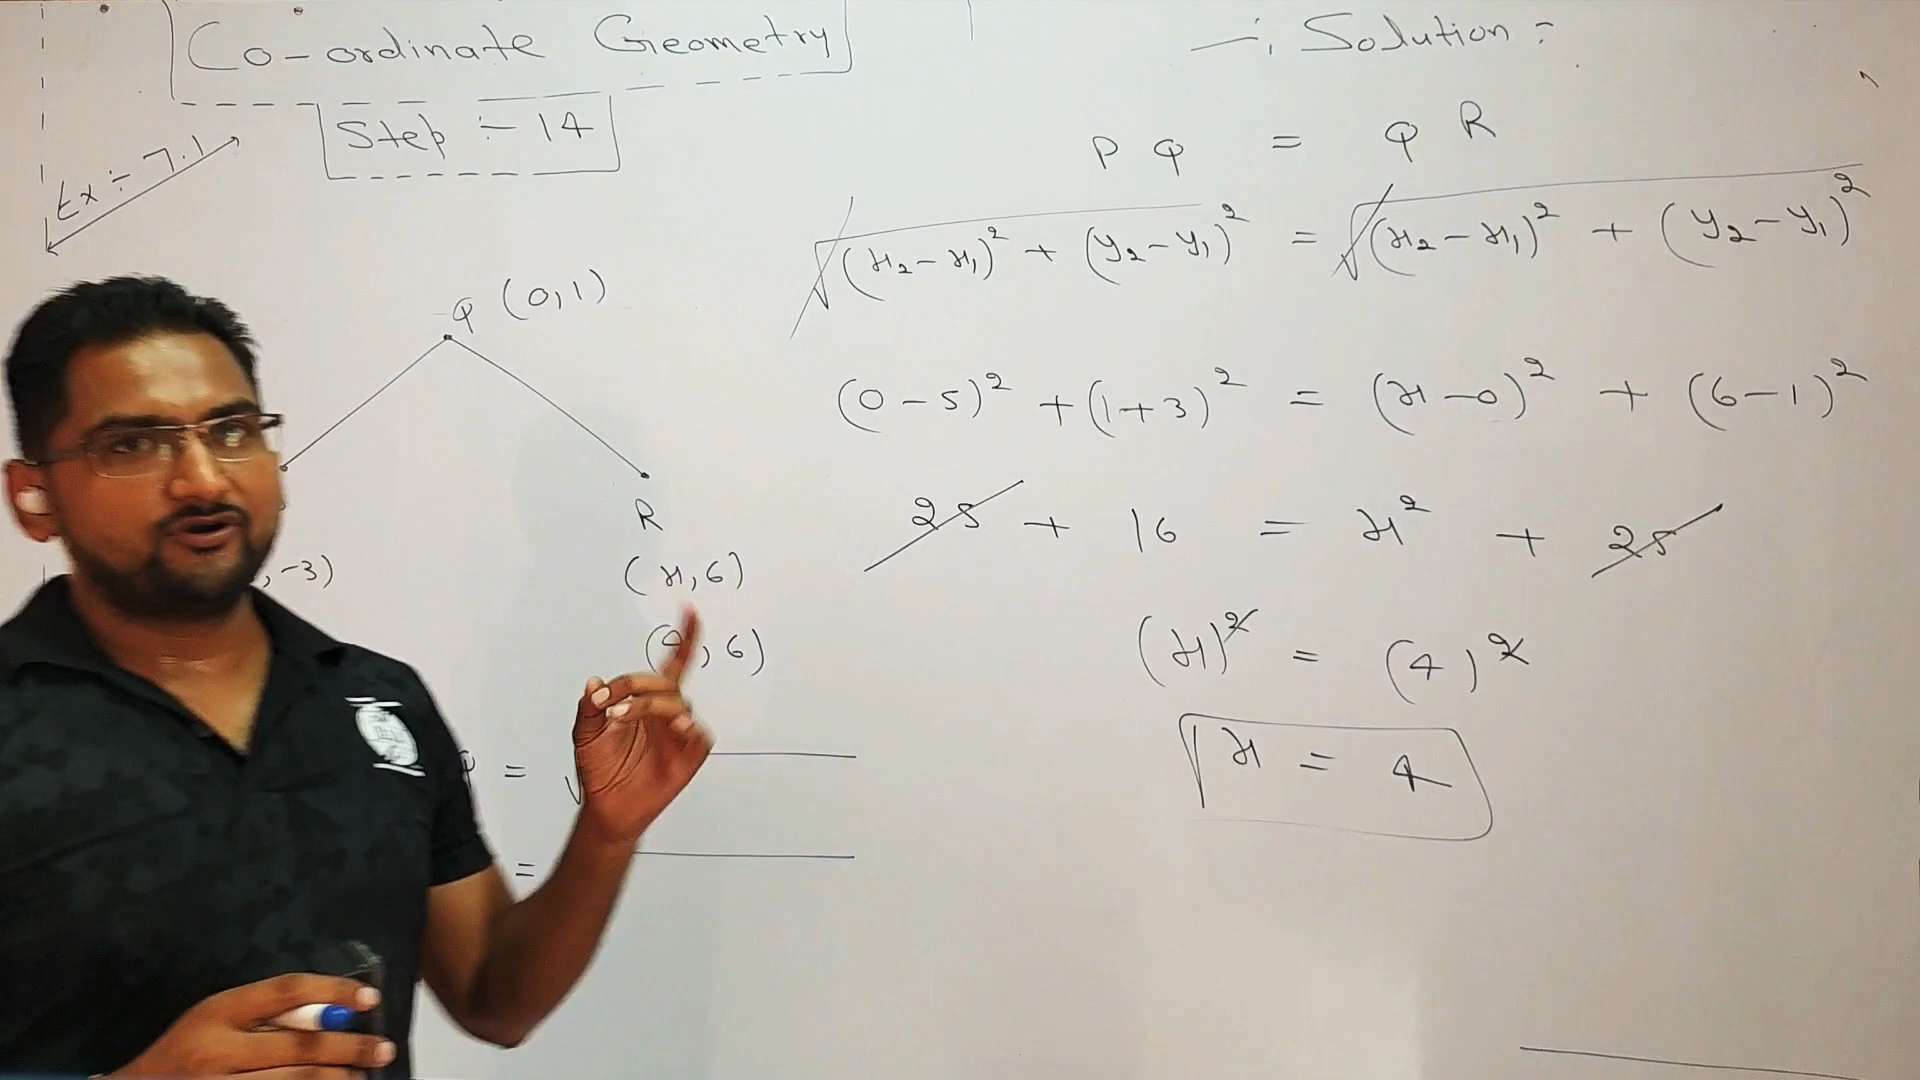 Co-ordinate Geometry
Step :- 14
Ex :- 7.1
Q (0,1)
, -3)
R
(x,6)
(4, 6)
=
=
-: Solution :
PQ = QR
√(x₂-x₁)² + (y₂-y₁)² = √(x₂-x₁)² + (y₂-y₁)²
(0-5)² + (1+3)² = (x-0)² + (6-1)²
25 + 16 = x² + 25
(x)² = (4)²
x = 4